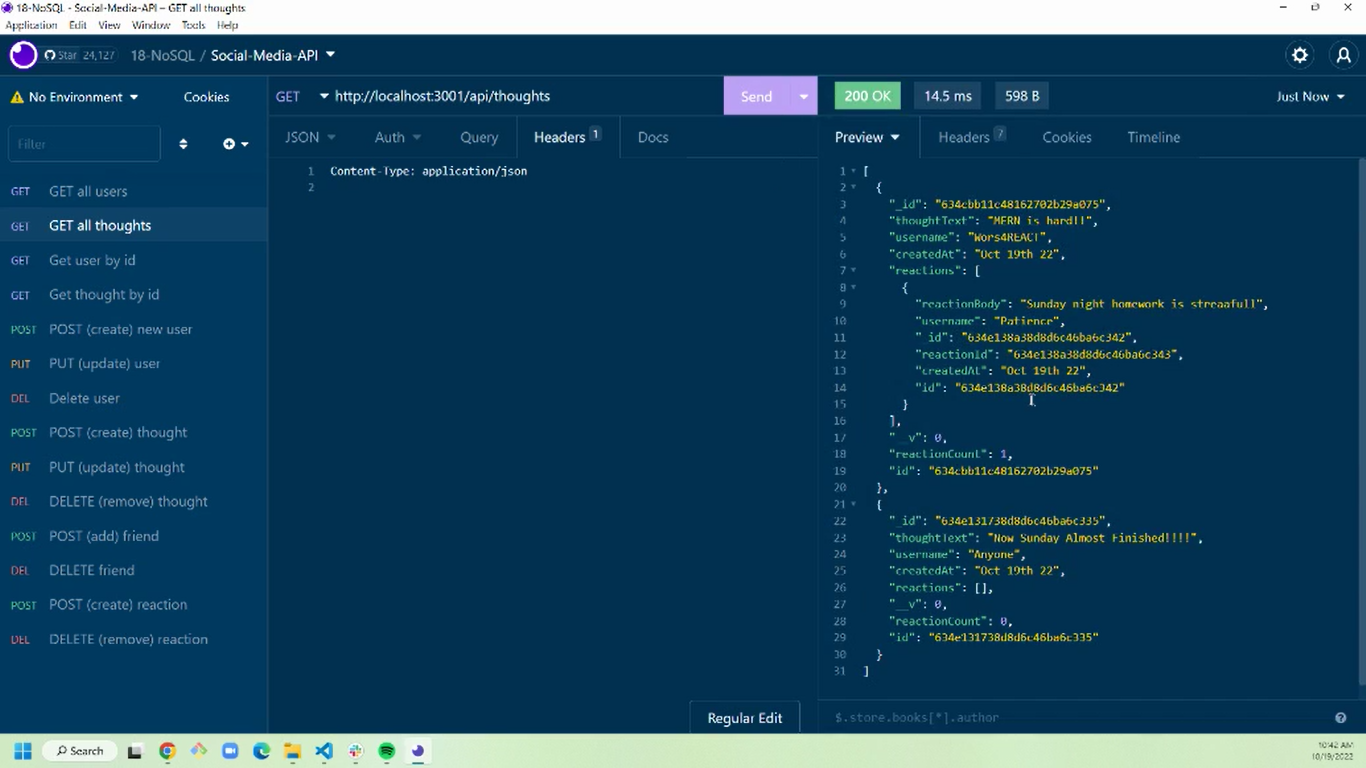 18-NoSQL - Social-Media-API – GET all thoughts
Application Edit View Window Tools Help
Star 24,127 18-NoSQL / Social-Media-API
No Environment Cookies
Filter
GET GET all users
GET GET all thoughts
GET Get user by id
GET Get thought by id
POST POST (create) new user
PUT PUT (update) user
DEL Delete user
POST POST (create) thought
PUT PUT (update) thought
DEL DELETE (remove) thought
POST POST (add) friend
DEL DELETE friend
POST POST (create) reaction
DEL DELETE (remove) reaction
GET http://localhost:3001/api/thoughts Send
JSON Auth Query Headers 1 Docs
1 Content-Type: application/json
2
Regular Edit
200 OK 14.5 ms 598 B Just Now
Preview Headers 7 Cookies Timeline
1 [
2 {
3 "_id": "634cbb11c48162702b29a075",
4 "thoughtText": "MERN is hard!!",
5 "username": "Wors4REACT",
6 "createdAt": "Oct 19th 22",
7 "reactions": [
8 {
9 "reactionBody": "Sunday night homework is streaafull",
10 "username": "Patience",
11 "_id": "634e138a38d8d6c46ba6c342",
12 "reactionId": "634e138a38d8d6c46ba6c343",
13 "createdAt": "Oct 19th 22",
14 "id": "634e138a38d8d6c46ba6c342"
15 }
16 ],
17 "__v": 0,
18 "reactionCount": 1,
19 "id": "634cbb11c48162702b29a075"
20 },
21 {
22 "_id": "634e131738d8d6c46ba6c335",
23 "thoughtText": "Now Sunday Almost Finished!!!!",
24 "username": "Anyone",
25 "createdAt": "Oct 19th 22",
26 "reactions": [],
27 "__v": 0,
28 "reactionCount": 0,
29 "id": "634e131738d8d6c46ba6c335"
30 }
31 ]
$.store.books[*].author
Search
10:42 AM
10/19/2022